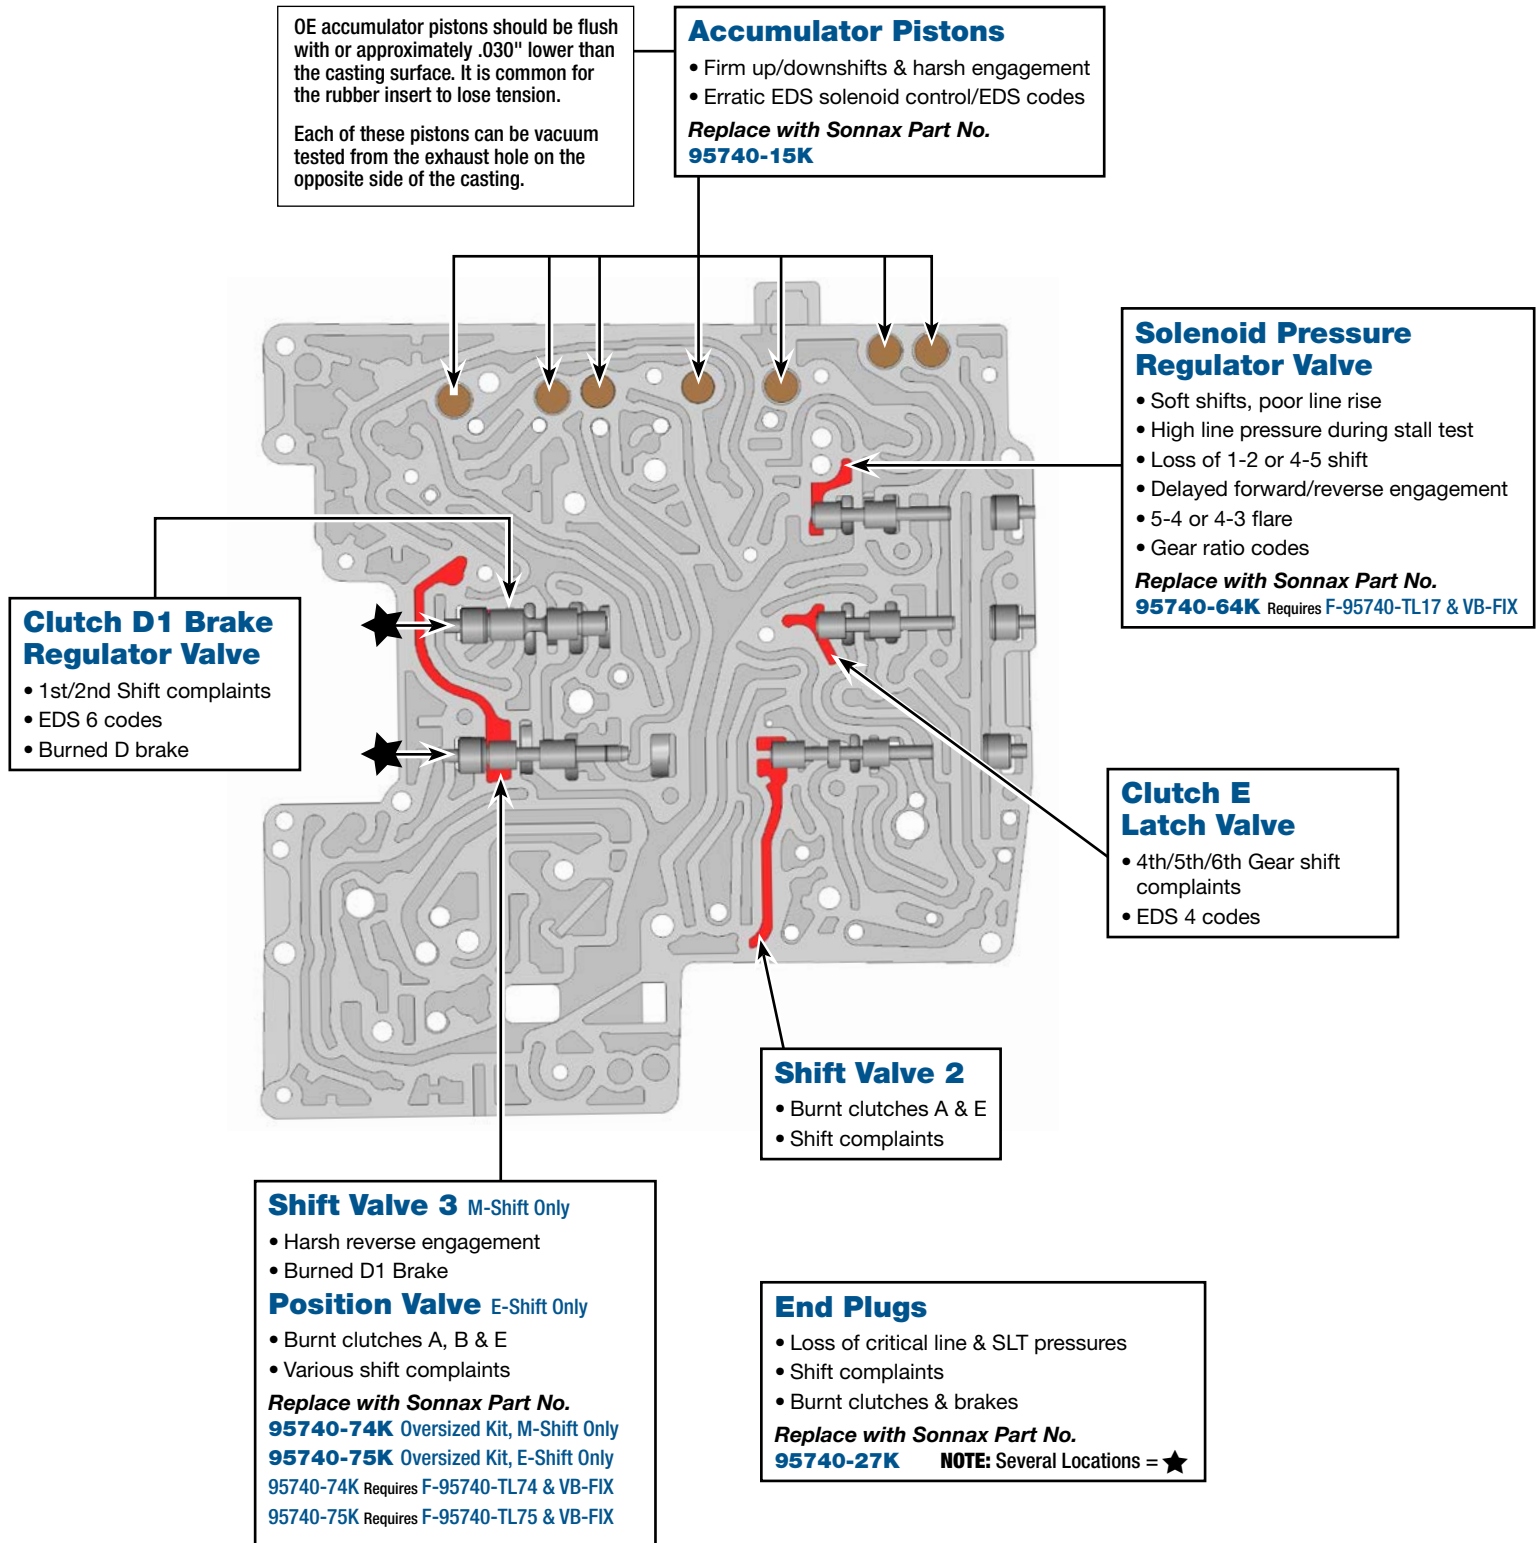 OE accumulator pistons should be flush
with or approximately .030" lower than
the casting surface. It is common for
the rubber insert to lose tension.
Each of these pistons can be vacuum
tested from the exhaust hole on the
opposite side of the casting.
Accumulator Pistons
• Firm up/downshifts & harsh engagement
• Erratic EDS solenoid control/EDS codes
Replace with Sonnax Part No.
95740-15K
Solenoid Pressure
Regulator Valve
• Soft shifts, poor line rise
• High line pressure during stall test
• Loss of 1-2 or 4-5 shift
• Delayed forward/reverse engagement
• 5-4 or 4-3 flare
• Gear ratio codes
Replace with Sonnax Part No.
95740-64K Requires F-95740-TL17 & VB-FIX
Clutch D1 Brake
Regulator Valve
• 1st/2nd Shift complaints
• EDS 6 codes
• Burned D brake
Clutch E
Latch Valve
• 4th/5th/6th Gear shift
complaints
• EDS 4 codes
Shift Valve 2
• Burnt clutches A & E
• Shift complaints
Shift Valve 3 M-Shift Only
• Harsh reverse engagement
• Burned D1 Brake
Position Valve E-Shift Only
• Burnt clutches A, B & E
• Various shift complaints
Replace with Sonnax Part No.
95740-74K Oversized Kit, M-Shift Only
95740-75K Oversized Kit, E-Shift Only
95740-74K Requires F-95740-TL74 & VB-FIX
95740-75K Requires F-95740-TL75 & VB-FIX
End Plugs
• Loss of critical line & SLT pressures
• Shift complaints
• Burnt clutches & brakes
Replace with Sonnax Part No.
95740-27K NOTE: Several Locations = ★